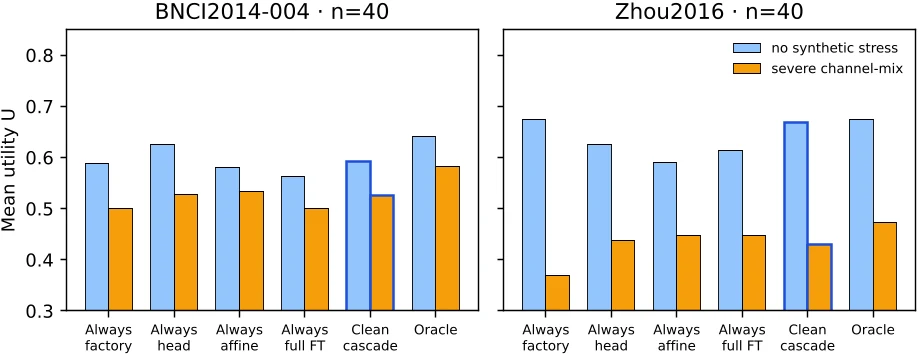 BNCI2014-004 · n=40
Zhou2016 · n=40
Mean utility U
0.8
0.7
0.6
0.5
0.4
0.3
no synthetic stress
severe channel-mix
Always
factory
Always
head
Always
affine
Always
full FT
Clean
cascade
Oracle
Always
factory
Always
head
Always
affine
Always
full FT
Clean
cascade
Oracle